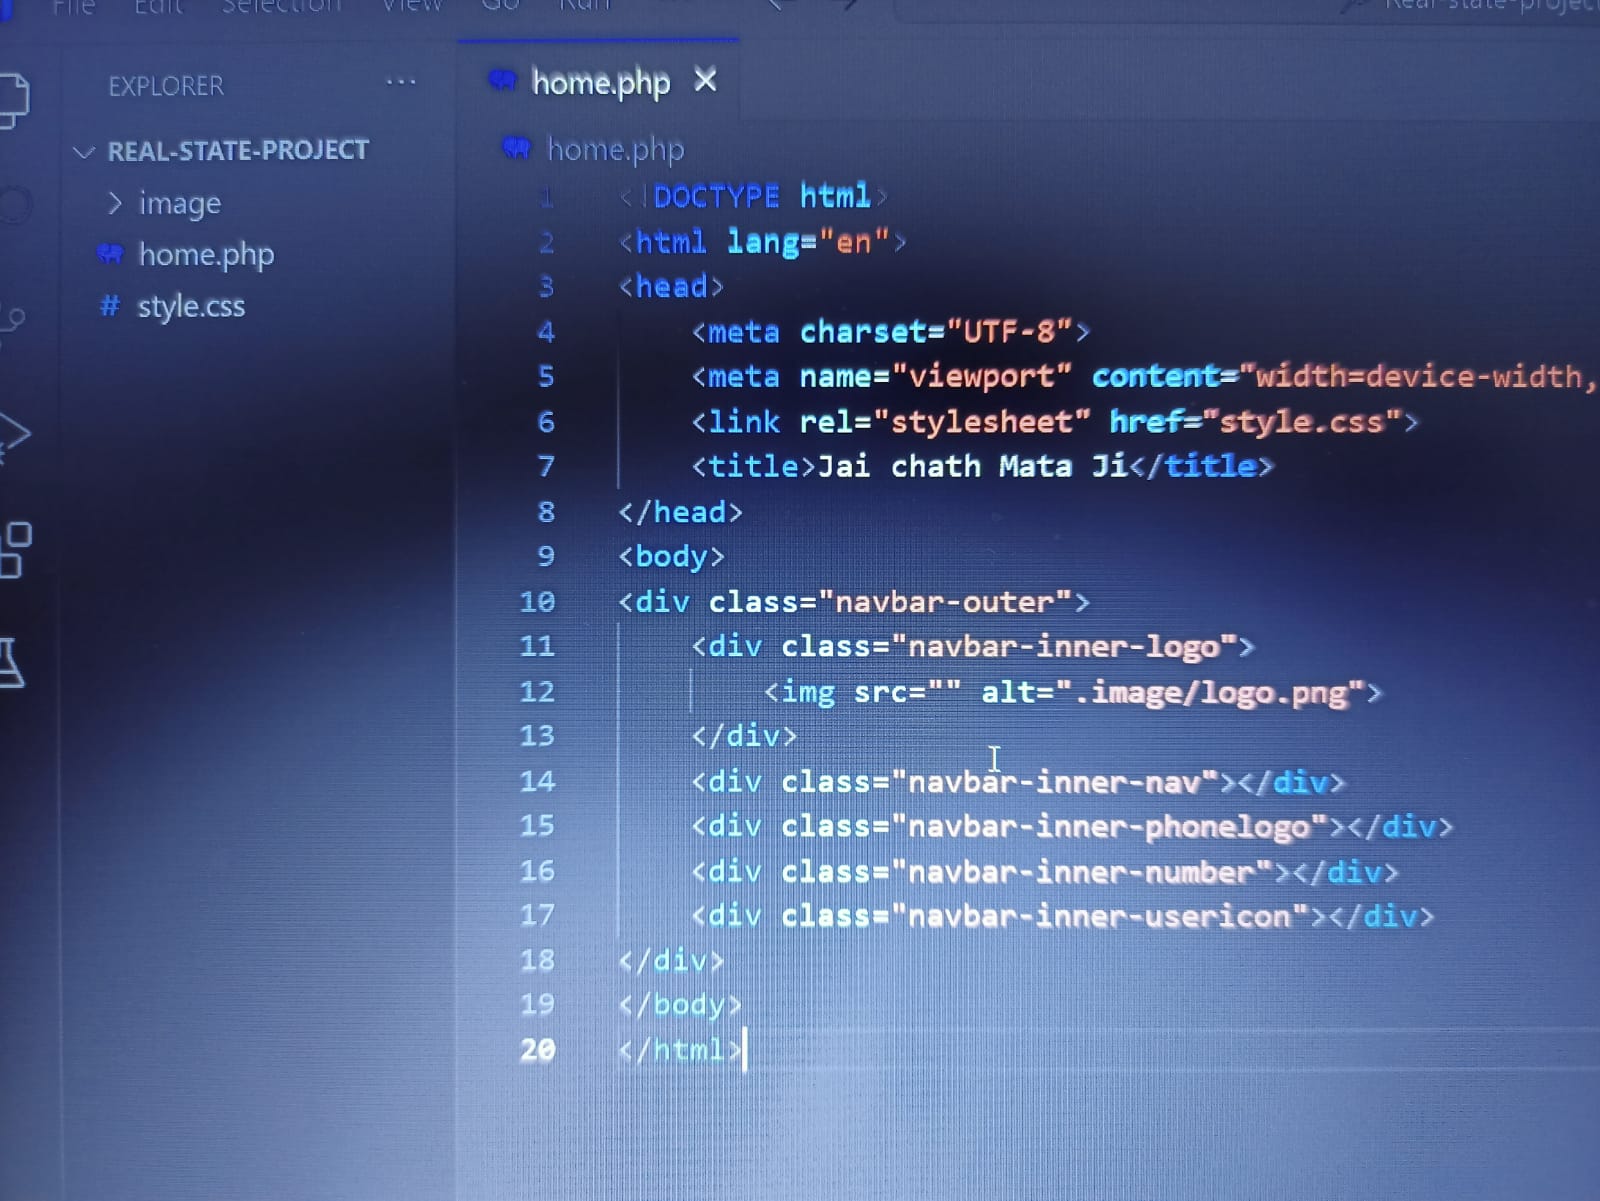 File Edit Selection View Go Run
Real-state-project
EXPLORER ...
home.php
REAL-STATE-PROJECT
image
home.php
# style.css
home.php
1 <!DOCTYPE html>
2 <html lang="en">
3 <head>
4 <meta charset="UTF-8">
5 <meta name="viewport" content="width=device-width,
6 <link rel="stylesheet" href="style.css">
7 <title>Jai chath Mata Ji</title>
8 </head>
9 <body>
10 <div class="navbar-outer">
11 <div class="navbar-inner-logo">
12 <img src="" alt=".image/logo.png">
13 </div>
14 <div class="navbar-inner-nav"></div>
15 <div class="navbar-inner-phonelogo"></div>
16 <div class="navbar-inner-number"></div>
17 <div class="navbar-inner-usericon"></div>
18 </div>
19 </body>
20 </html>